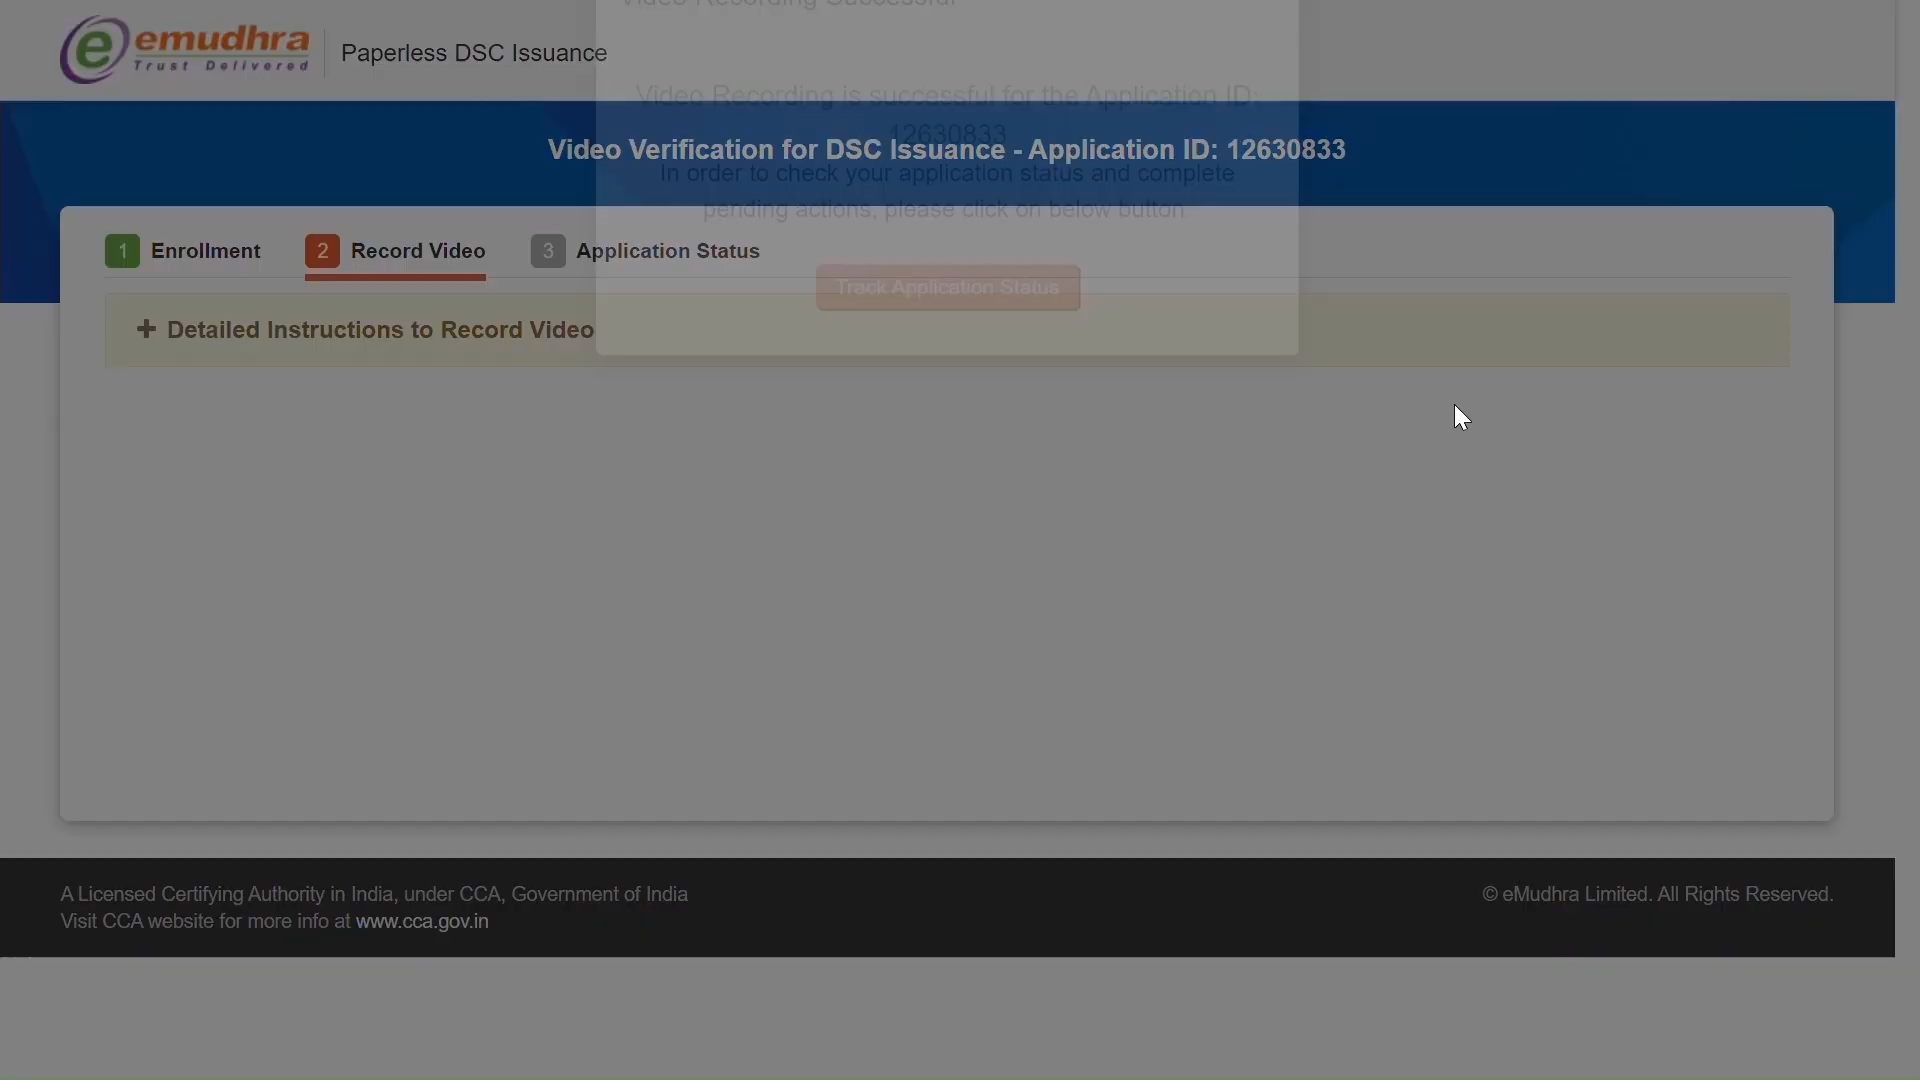 Video Recording Successful
emudhra
Trust Delivered
Paperless DSC Issuance
Video Recording is successful for the Application ID:
12630833
Video Verification for DSC Issuance - Application ID: 12630833
In order to check your application status and complete
pending actions, please click on below button
1 Enrollment 2 Record Video 3 Application Status
Track Application Status
+ Detailed Instructions to Record Video
A Licensed Certifying Authority in India, under CCA, Government of India
© eMudhra Limited. All Rights Reserved.
Visit CCA website for more info at www.cca.gov.in